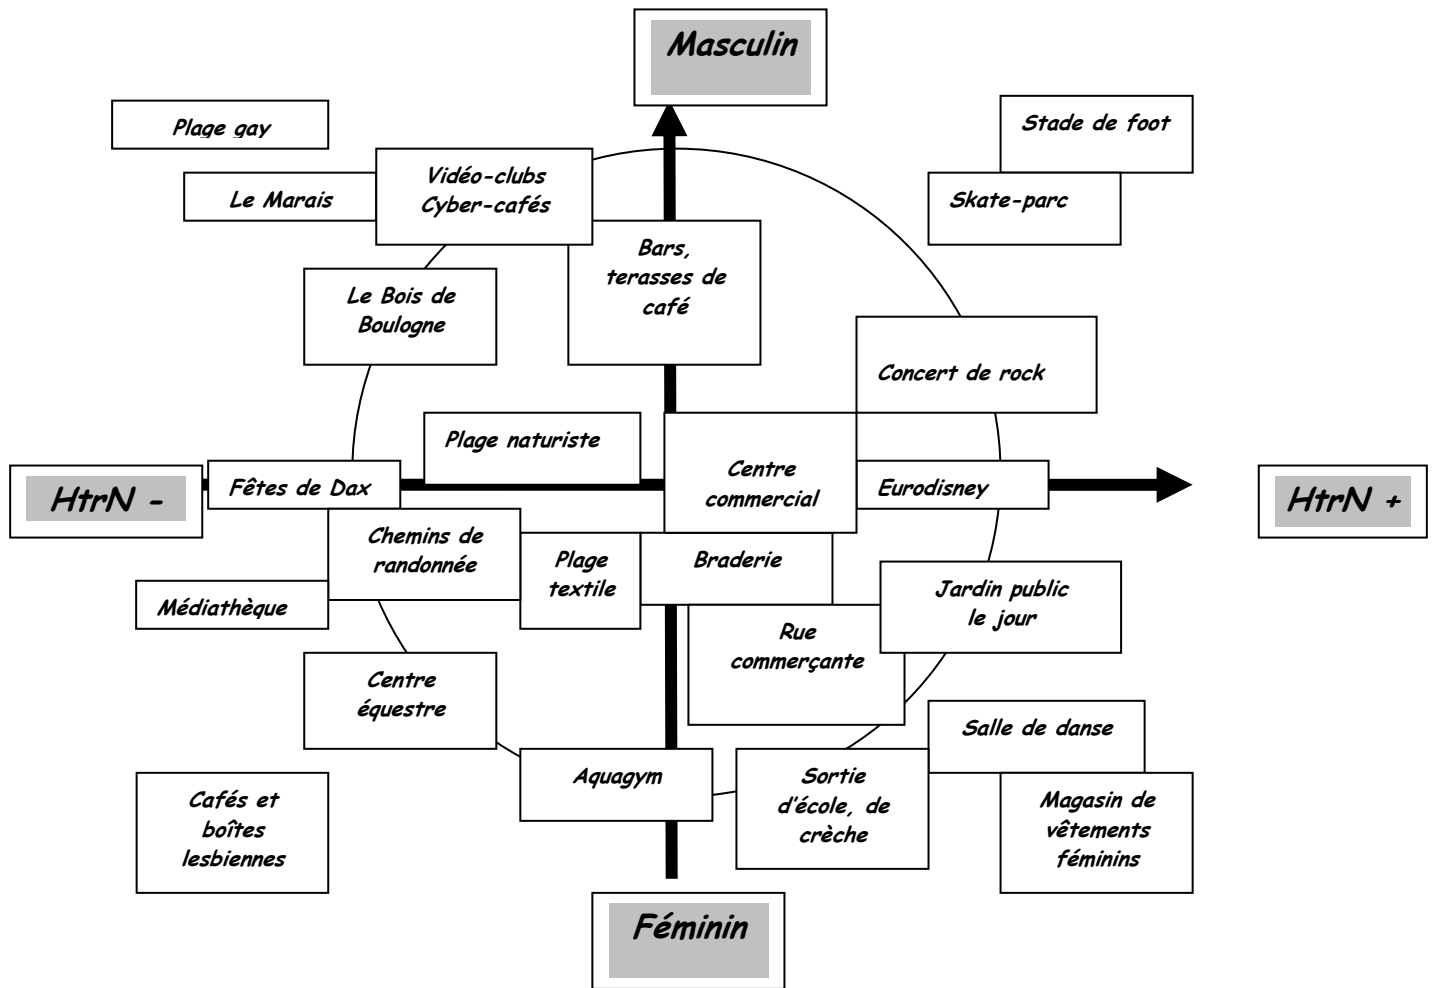 Masculin
Plage gay
Stade de foot
Le Marais
Vidéo-clubs
Cyber-cafés
Skate-parc
Bars,
terasses de
café
Le Bois de
Boulogne
Concert de rock
Plage naturiste
Centre
commercial
HtrN -
Fêtes de Dax
Eurodisney
HtrN +
Chemins de
randonnée
Plage
textile
Braderie
Médiathèque
Jardin public
le jour
Rue
commerçante
Centre
équestre
Salle de danse
Aquagym
Sortie
d'école, de
crèche
Cafés et
boîtes
lesbiennes
Magasin de
vêtements
féminins
Féminin